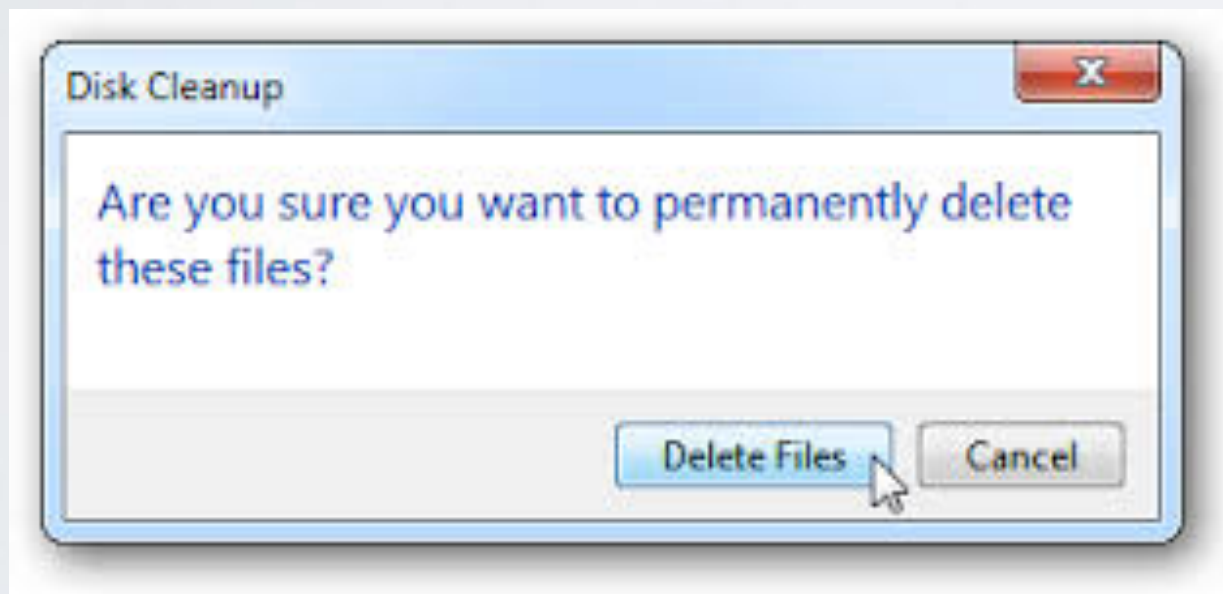 Disk Cleanup
Are you sure you want to permanently delete
these files?
Delete Files Cancel